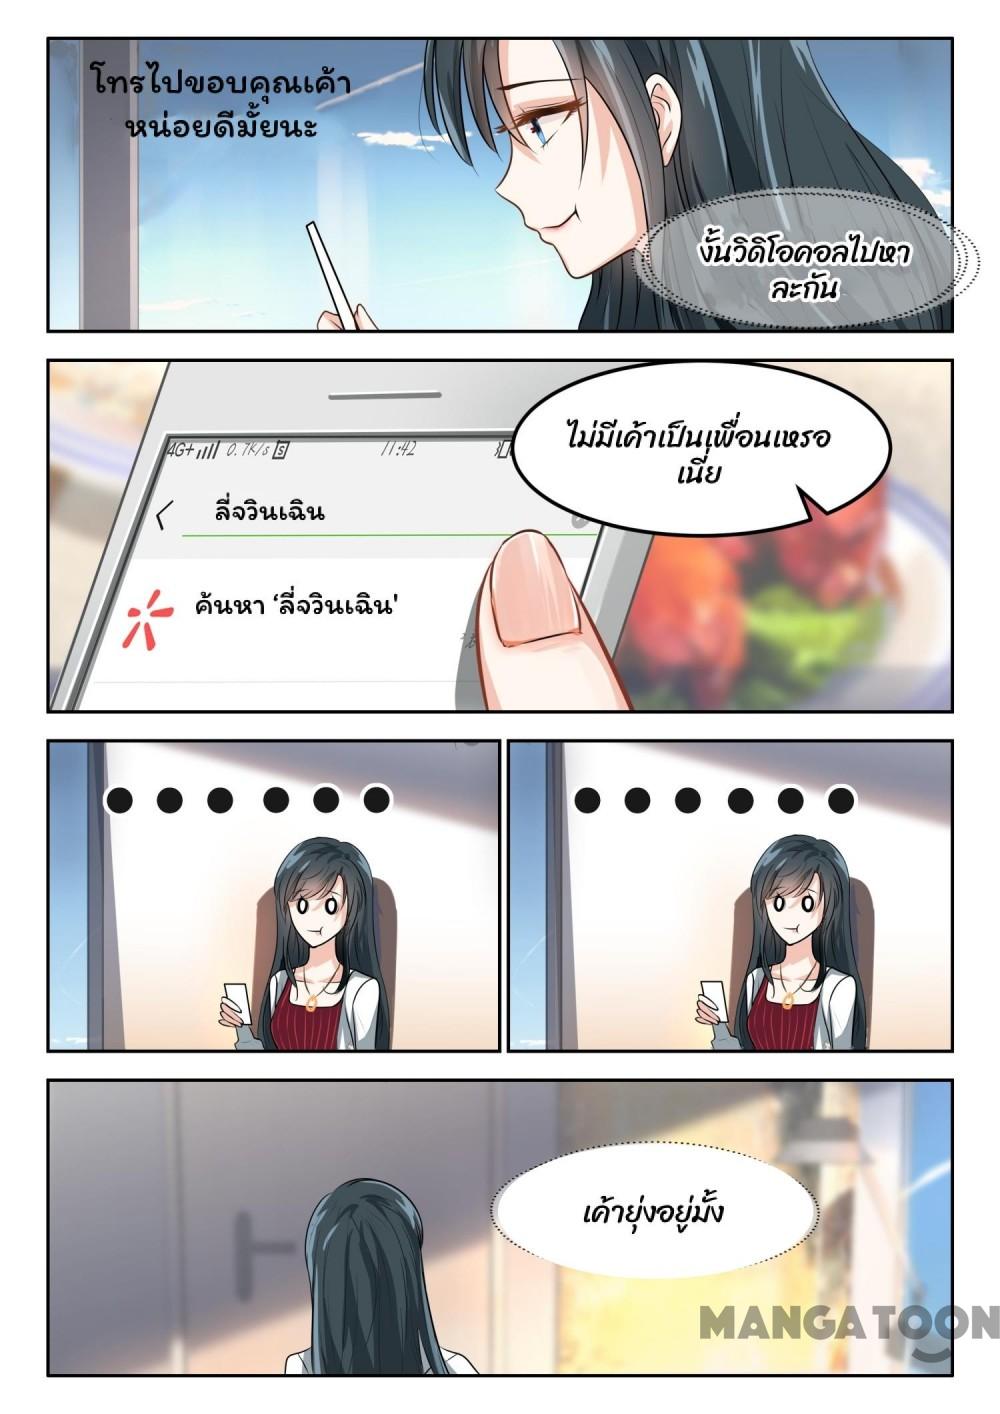 โทรไปขอบคุณเค้า
หน่อยดีมั้ยนะ
งั้นวิดิโอคอลไปหา
ละกัน
ไม่มีเค้าเป็นเพื่อนเหรอ
เนี่ย
4G+ 0.7K/s 11:42
ลี่จวินเฉิน
ค้นหา ‘ลี่จวินเฉิน'
เค้ายุ่งอยู่มั้ง
MANGATOON